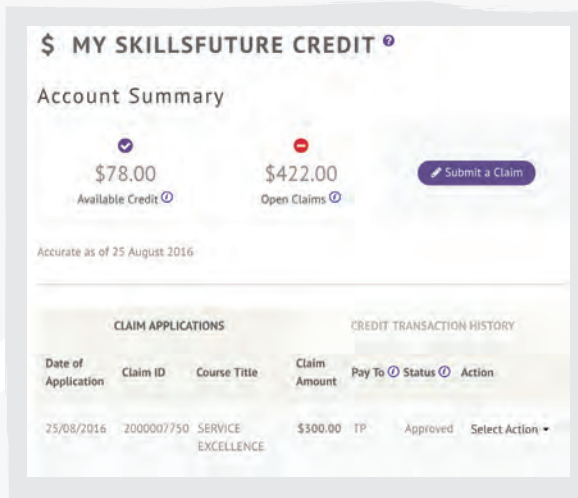 $ MY SKILLSFUTURE CREDIT ?
Account Summary
$78.00 $422.00
Submit a Claim
Available Credit i Open Claims i
Accurate as of 25 August 2016
CLAIM APPLICATIONS CREDIT TRANSACTION HISTORY
Date of Application Claim ID Course Title Claim Amount Pay To i Status i Action
25/08/2016 2000007750 SERVICE EXCELLENCE $300.00 TP Approved Select Action